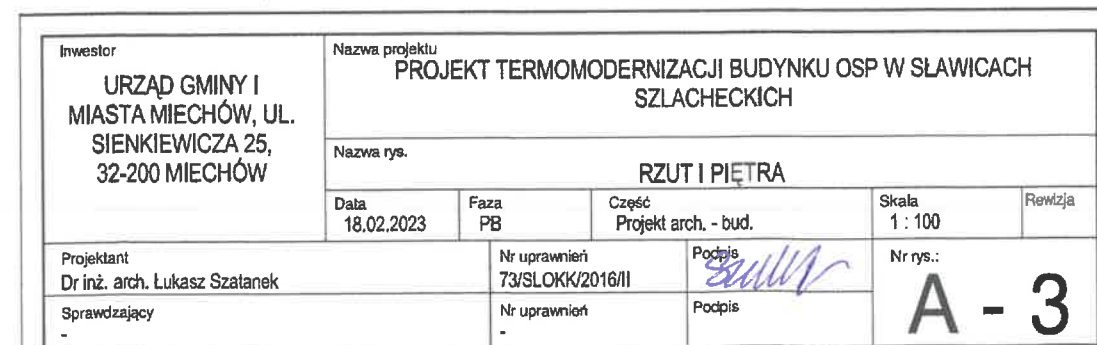 Inwestor
URZĄD GMINY I
MIASTA MIECHÓW, UL.
SIENKIEWICZA 25,
32-200 MIECHÓW
Nazwa projektu
PROJEKT TERMOMODERNIZACJI BUDYNKU OSP W SŁAWICACH
SZLACHECKICH
Nazwa rys.
RZUT I PIĘTRA
Data
18.02.2023
Faza
PB
Część
Projekt arch. - bud.
Skala
1 : 100
Rewizja
Projektant
Dr inż. arch. Łukasz Szatanek
Nr uprawnień
73/SLOKK/2016/II
Podpis
Nr rys.:
A - 3
Sprawdzający
-
Nr uprawnień
-
Podpis